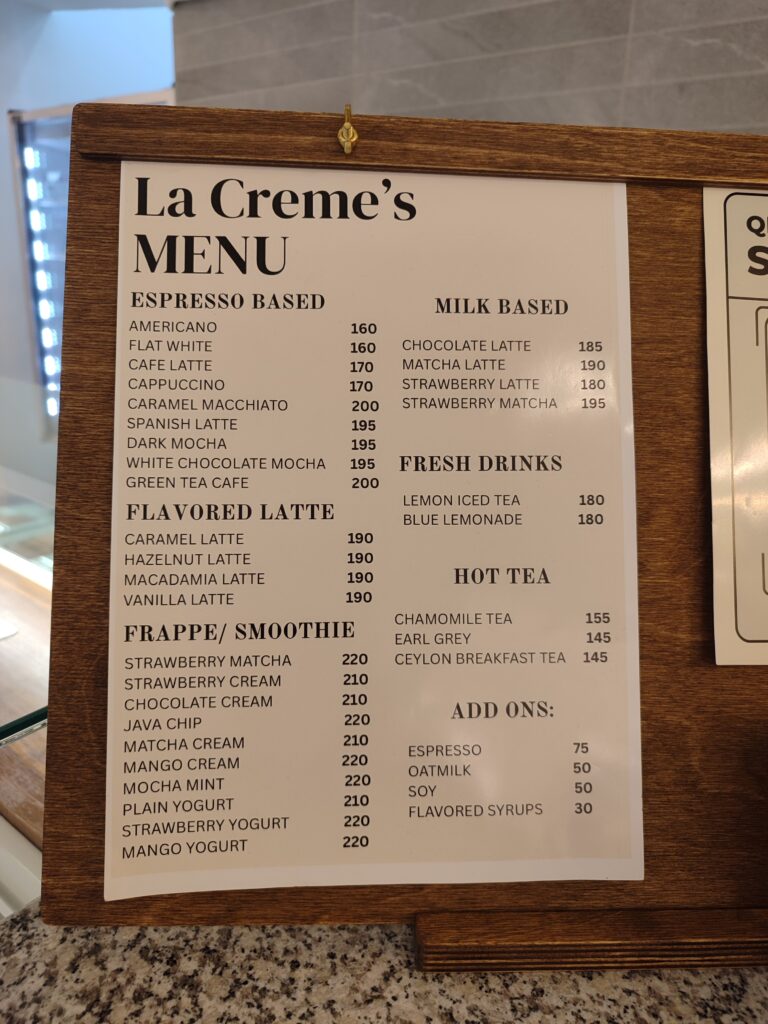 La Creme's
MENU
ESPRESSO BASED
AMERICANO 160
FLAT WHITE 160
CAFE LATTE 170
CAPPUCCINO 170
CARAMEL MACCHIATO 200
SPANISH LATTE 195
DARK MOCHA 195
WHITE CHOCOLATE MOCHA 195
GREEN TEA CAFE 200
FLAVORED LATTE
CARAMEL LATTE 190
HAZELNUT LATTE 190
MACADAMIA LATTE 190
VANILLA LATTE 190
FRAPPE/ SMOOTHIE
STRAWBERRY MATCHA 220
STRAWBERRY CREAM 210
CHOCOLATE CREAM 210
JAVA CHIP 220
MATCHA CREAM 210
MANGO CREAM 220
MOCHA MINT 220
PLAIN YOGURT 210
STRAWBERRY YOGURT 220
MANGO YOGURT 220
MILK BASED
CHOCOLATE LATTE 185
MATCHA LATTE 190
STRAWBERRY LATTE 180
STRAWBERRY MATCHA 195
FRESH DRINKS
LEMON ICED TEA 180
BLUE LEMONADE 180
HOT TEA
CHAMOMILE TEA 155
EARL GREY 145
CEYLON BREAKFAST TEA 145
ADD ONS:
ESPRESSO 75
OATMILK 50
SOY 50
FLAVORED SYRUPS 30